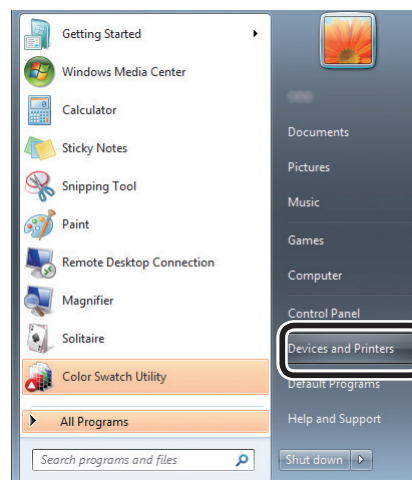 Getting Started
Windows Media Center
Calculator
Sticky Notes
Snipping Tool
Paint
Remote Desktop Connection
Magnifier
Solitaire
Color Swatch Utility
All Programs
Search programs and files
Documents
Pictures
Music
Games
Computer
Control Panel
Devices and Printers
Default Programs
Help and Support
Shut down